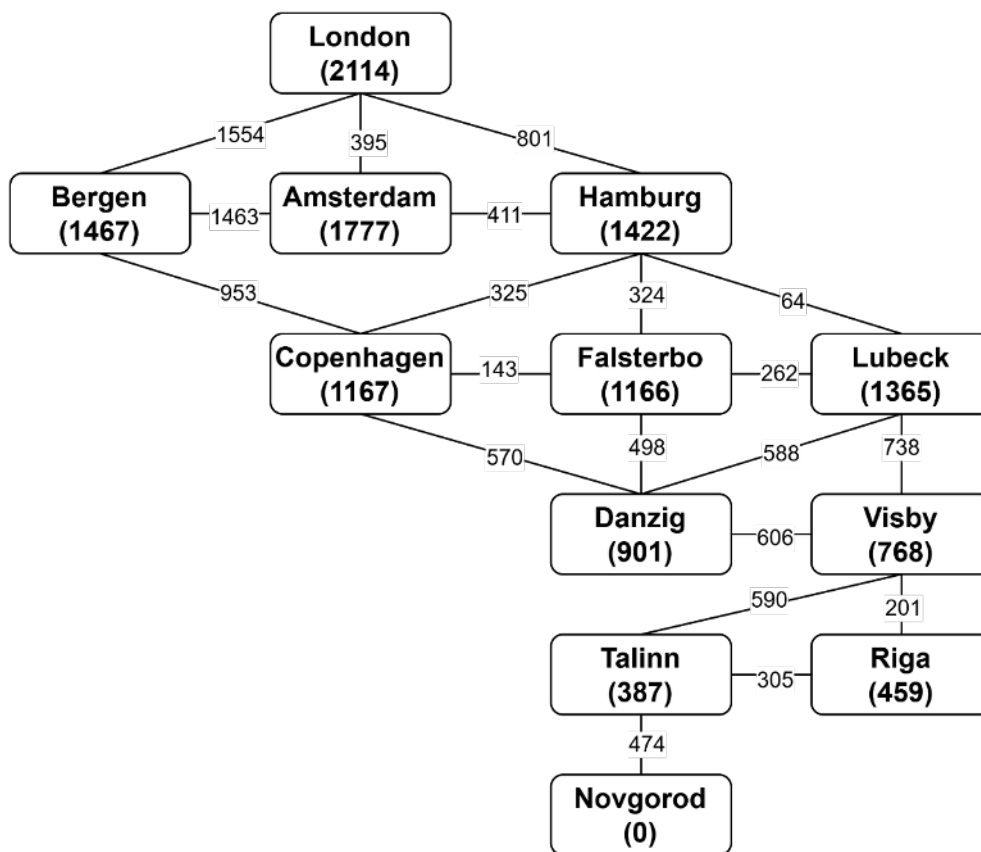 London
(2114)
1554
395
801
Bergen
(1467)
1463
Amsterdam
(1777)
411
Hamburg
(1422)
953
325
324
64
Copenhagen
(1167)
143
Falsterbo
(1166)
262
Lubeck
(1365)
570
498
588
738
Danzig
(901)
606
Visby
(768)
590
201
Talinn
(387)
305
Riga
(459)
474
Novgorod
(0)